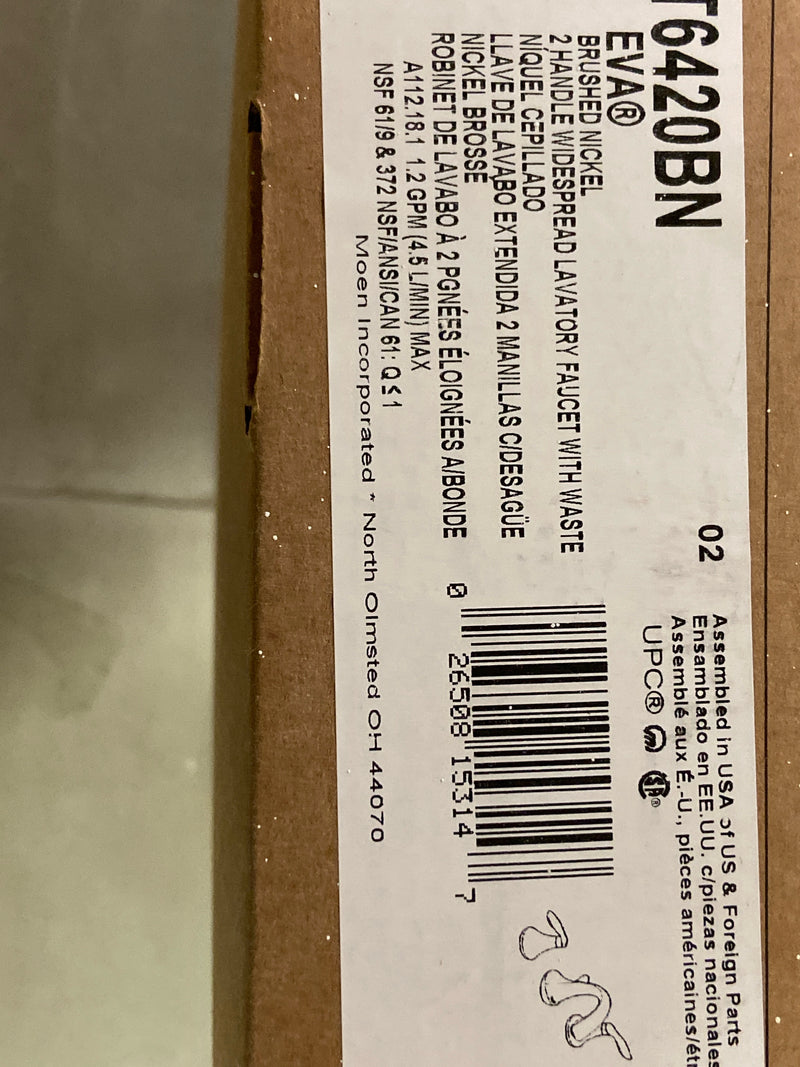 T6420BN
02
EVA®
BRUSHED NICKEL
2 HANDLE WIDESPREAD LAVATORY FAUCET WITH WASTE
NÍQUEL CEPILLADO
LLAVE DE LAVABO EXTENDIDA 2 MANILLAS C/DESAGÜE
NICKEL BROSSÉ
ROBINET DE LAVABO À 2 PGNÉES ÉLOIGNÉES A/BONDE
A112.18.1 1.2 GPM (4.5 L/MIN) MAX
NSF 61/9 & 372 NSF/ANSI/CAN 61: Q ≤ 1
Moen Incorporated * North Olmsted OH 44070
Assembled in USA of US & Foreign Parts
Ensamblado en EE.UU. c/piezas nacionales
Assemblé aux É.-U., pièces américaines/étr
UPC® SA®
0 26508 15314 7